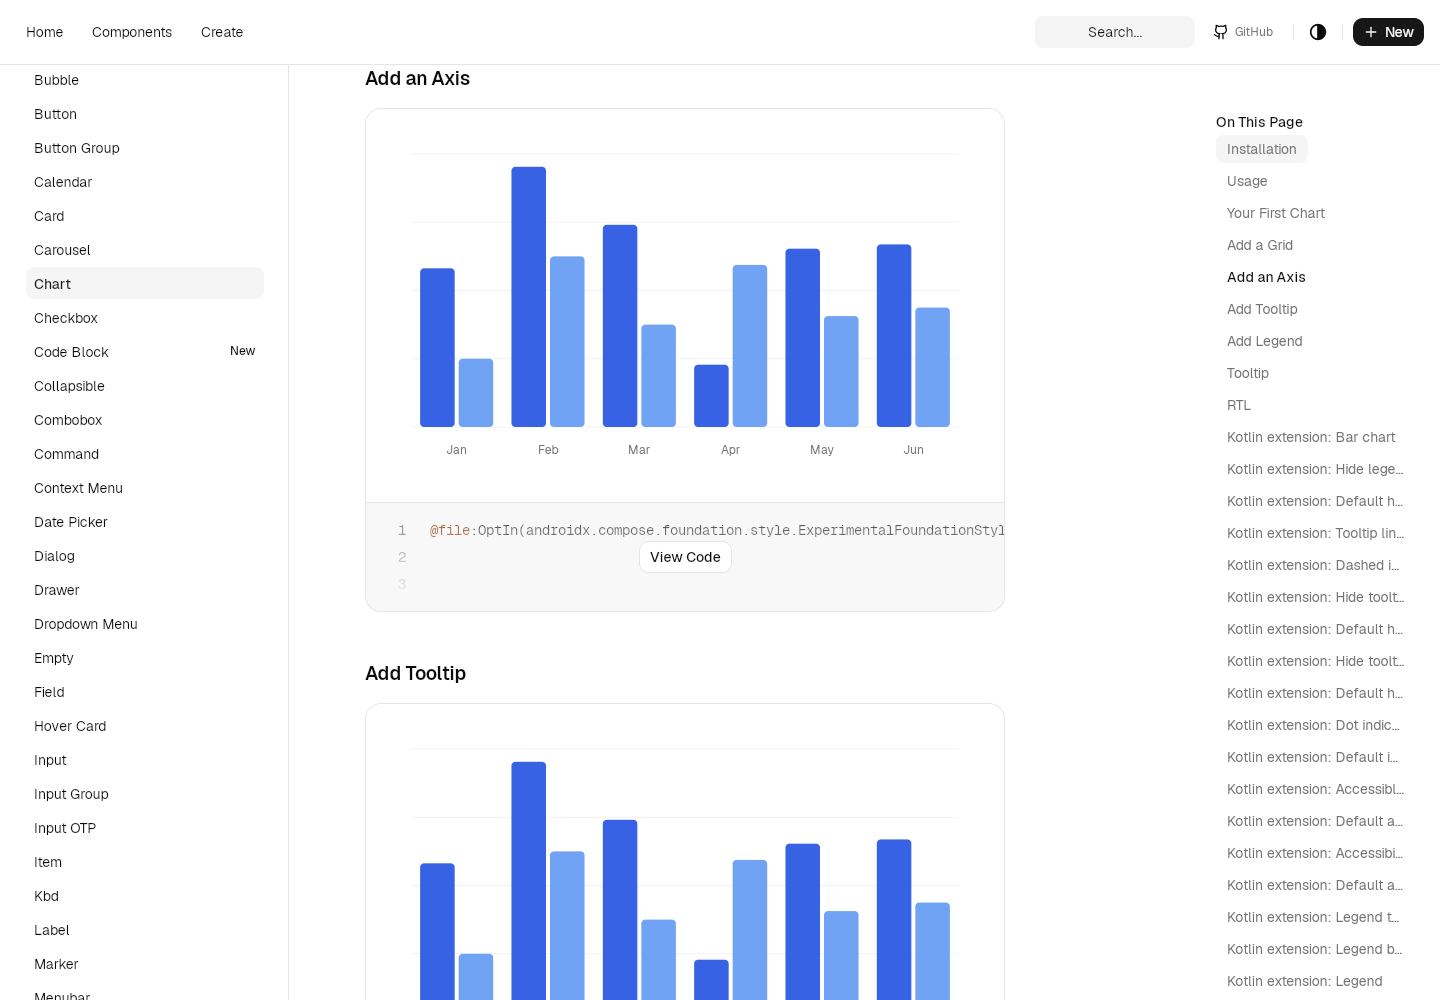 Home
Components
Create
Search...
GitHub
New
Bubble
Button
Button Group
Calendar
Card
Carousel
Chart
Checkbox
Code Block
New
Collapsible
Combobox
Command
Context Menu
Date Picker
Dialog
Drawer
Dropdown Menu
Empty
Field
Hover Card
Input
Input Group
Input OTP
Item
Kbd
Label
Marker
Menubar
Add an Axis
Jan
Feb
Mar
Apr
May
Jun
1 @file:OptIn(androidx.compose.foundation.style.ExperimentalFoundationStyl
2
3
View Code
Add Tooltip
On This Page
Installation
Usage
Your First Chart
Add a Grid
Add an Axis
Add Tooltip
Add Legend
Tooltip
RTL
Kotlin extension: Bar chart
Kotlin extension: Hide lege...
Kotlin extension: Default h...
Kotlin extension: Tooltip lin...
Kotlin extension: Dashed i...
Kotlin extension: Hide toolt...
Kotlin extension: Default h...
Kotlin extension: Hide toolt...
Kotlin extension: Default h...
Kotlin extension: Dot indic...
Kotlin extension: Default i...
Kotlin extension: Accessibl...
Kotlin extension: Default a...
Kotlin extension: Accessibi...
Kotlin extension: Default a...
Kotlin extension: Legend t...
Kotlin extension: Legend b...
Kotlin extension: Legend